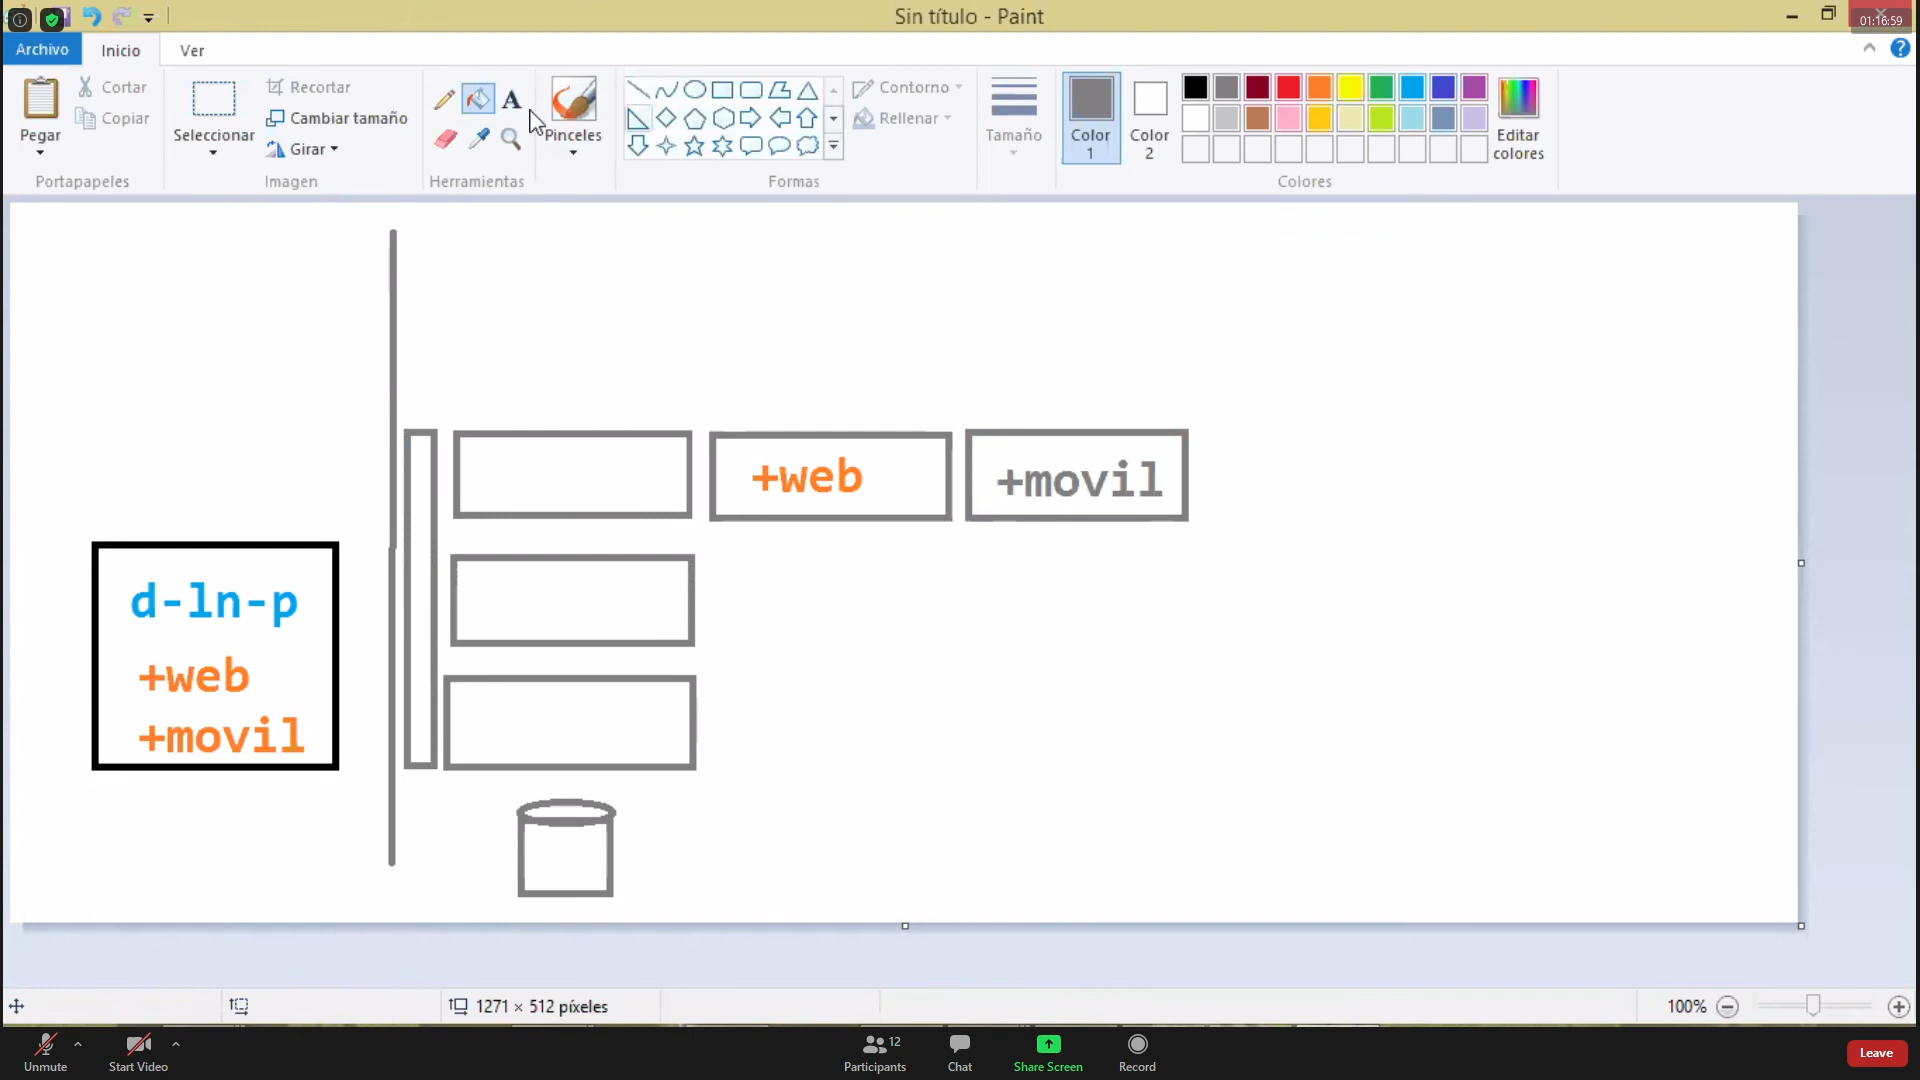 Sin título - Paint
01:16:59
Archivo Inicio Ver
Pegar
Cortar
Copiar
Portapapeles
Seleccionar
Recortar
Cambiar tamaño
Girar
Imagen
A
Herramientas
Pinceles
Contorno
Rellenar
Formas
Tamaño
Color
1
Color
2
Editar
colores
Colores
+web
+movil
d-ln-p
+web
+movil
1271 × 512 píxeles
100%
Unmute
Start Video
12
Participants
Chat
Share Screen
Record
Leave